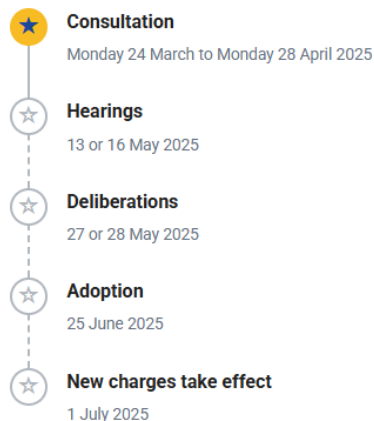 Consultation
Monday 24 March to Monday 28 April 2025
Hearings
13 or 16 May 2025
Deliberations
27 or 28 May 2025
Adoption
25 June 2025
New charges take effect
1 July 2025